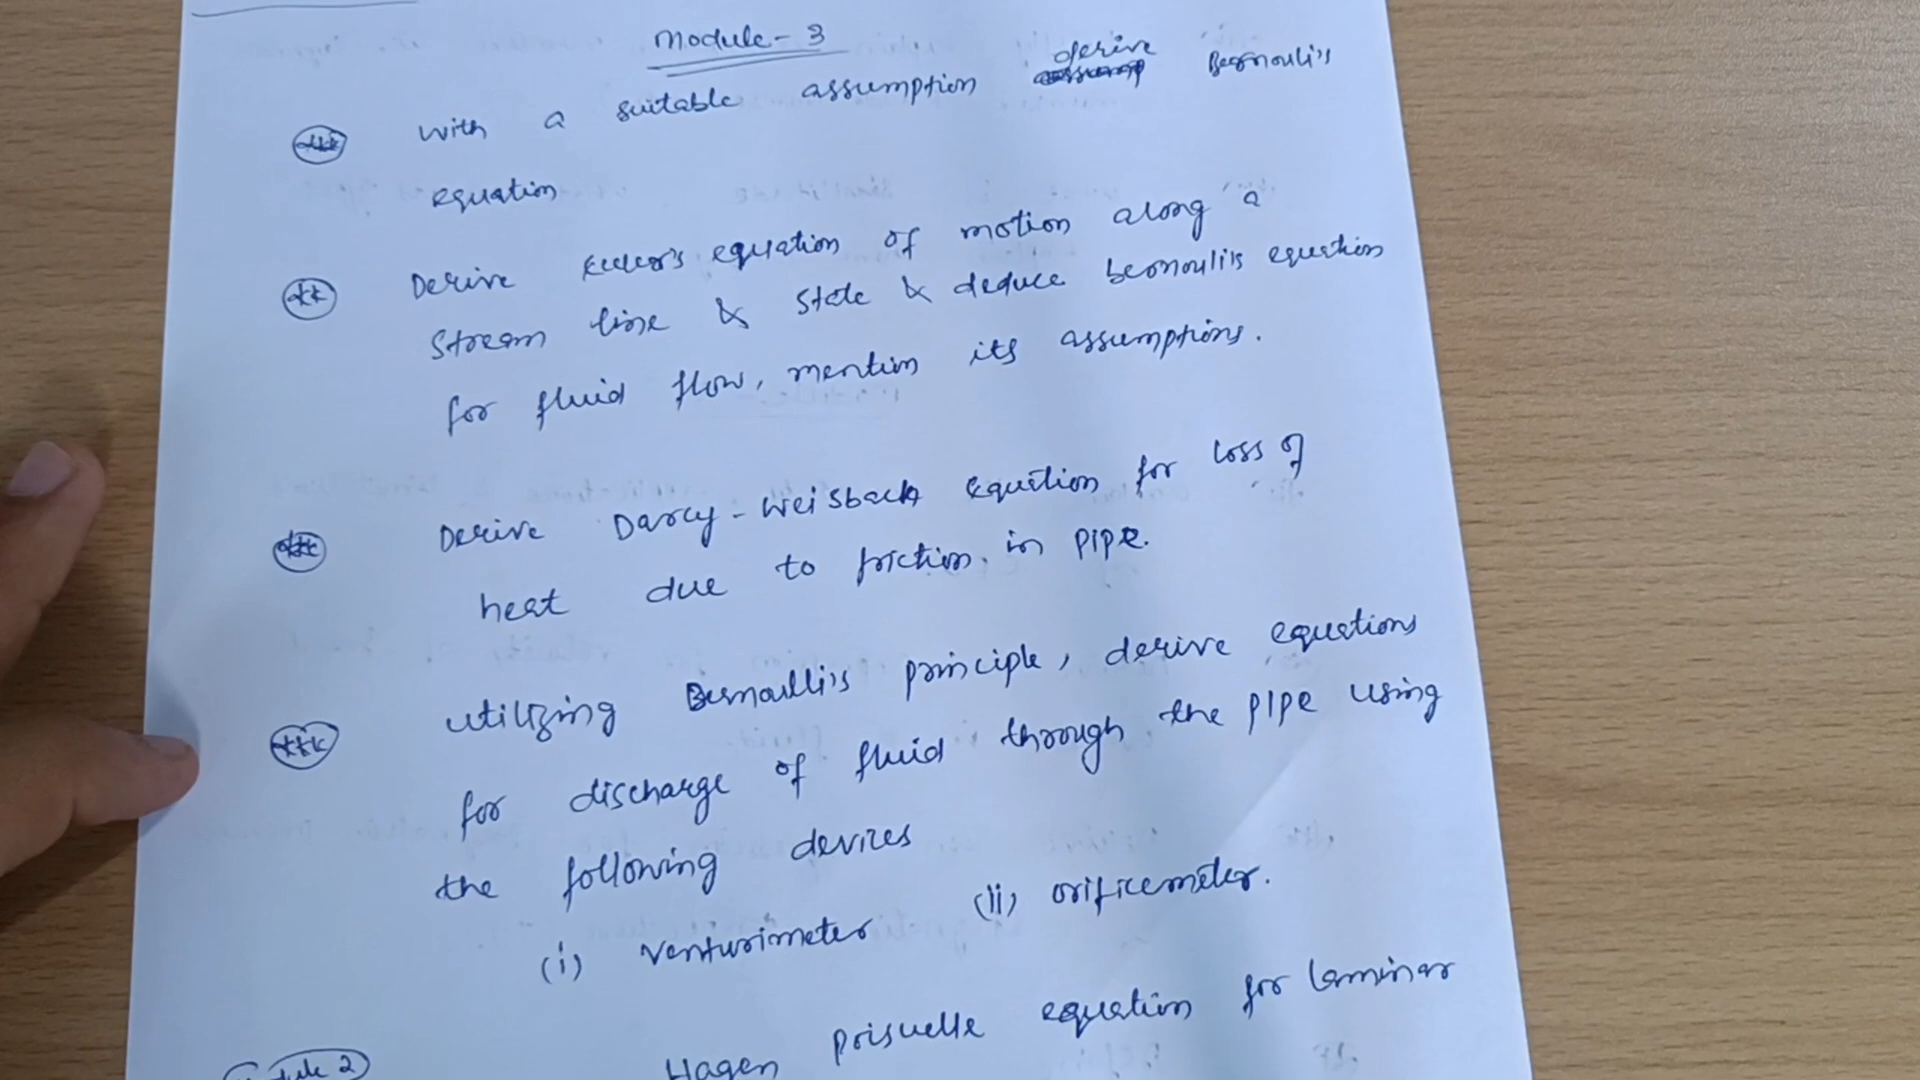 Module - 3
*** With a suitable assumption derive Bernouli's
equation
** Derive Euler's equation of motion along a
Stream line & State & deduce bernouli's equation
for fluid flow, mention its assumptions.
*** Derive Darcy - Weisback equation for Loss of
heat due to friction in pipe.
*** utilizing Bernoulli's principle, derive equations
for discharge of fluid through the pipe using
the following devices
(i) Venturimeter (ii) orificemeter.
Hagen poisuelle equation for laminar